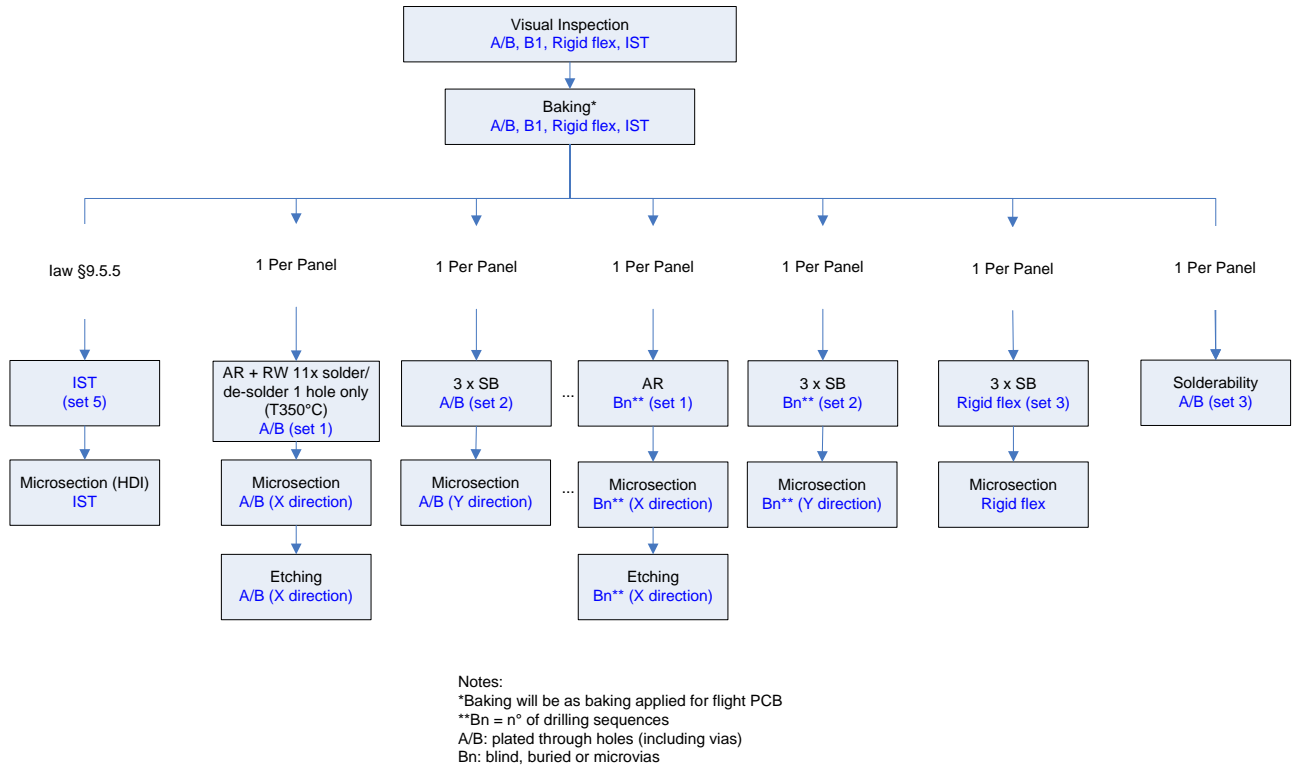 Visual Inspection
A/B, B1, Rigid flex, IST
Baking*
A/B, B1, Rigid flex, IST
Iaw §9.5.5
1 Per Panel
1 Per Panel
1 Per Panel
1 Per Panel
1 Per Panel
1 Per Panel
IST
(set 5)
AR + RW 11x solder/
de-solder 1 hole only
(T350°C)
A/B (set 1)
3 x SB
A/B (set 2)
...
AR
Bn** (set 1)
3 x SB
Bn** (set 2)
3 x SB
Rigid flex (set 3)
Solderability
A/B (set 3)
Microsection (HDI)
IST
Microsection
A/B (X direction)
Microsection
A/B (Y direction)
...
Microsection
Bn** (X direction)
Microsection
Bn** (Y direction)
Microsection
Rigid flex
Etching
A/B (X direction)
Etching
Bn** (X direction)
Notes:
*Baking will be as baking applied for flight PCB
**Bn = n° of drilling sequences
A/B: plated through holes (including vias)
Bn: blind, buried or microvias